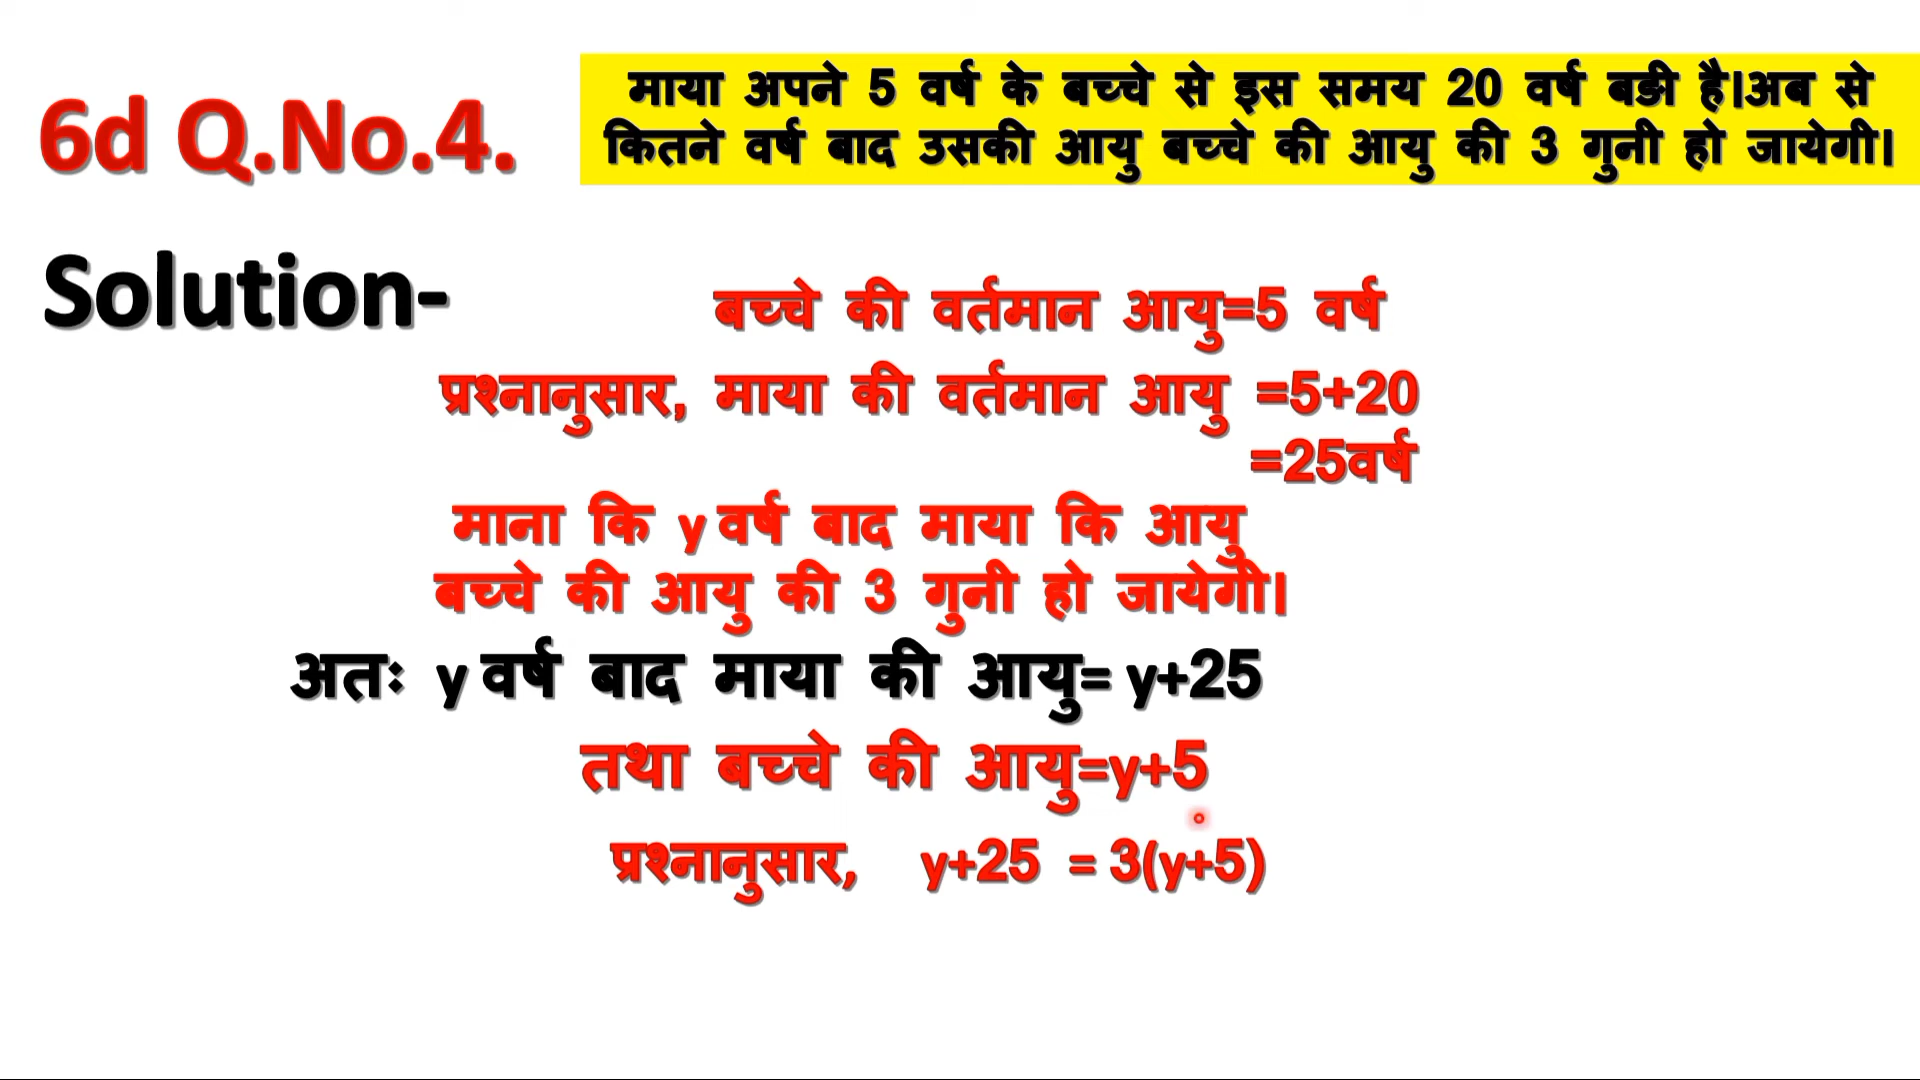 6d Q.No.4.
माया अपने 5 वर्ष के बच्चे से इस समय 20 वर्ष बडी है।अब से
कितने वर्ष बाद उसकी आयु बच्चे की आयु की 3 गुनी हो जायेगी।
Solution-
बच्चे की वर्तमान आयु=5 वर्ष
प्रश्नानुसार, माया की वर्तमान आयु =5+20
=25वर्ष
माना कि y वर्ष बाद माया कि आयु
बच्चे की आयु की 3 गुनी हो जायेगी।
अतः y वर्ष बाद माया की आयु= y+25
तथा बच्चे की आयु=y+5
प्रश्नानुसार, y+25 = 3(y+5)